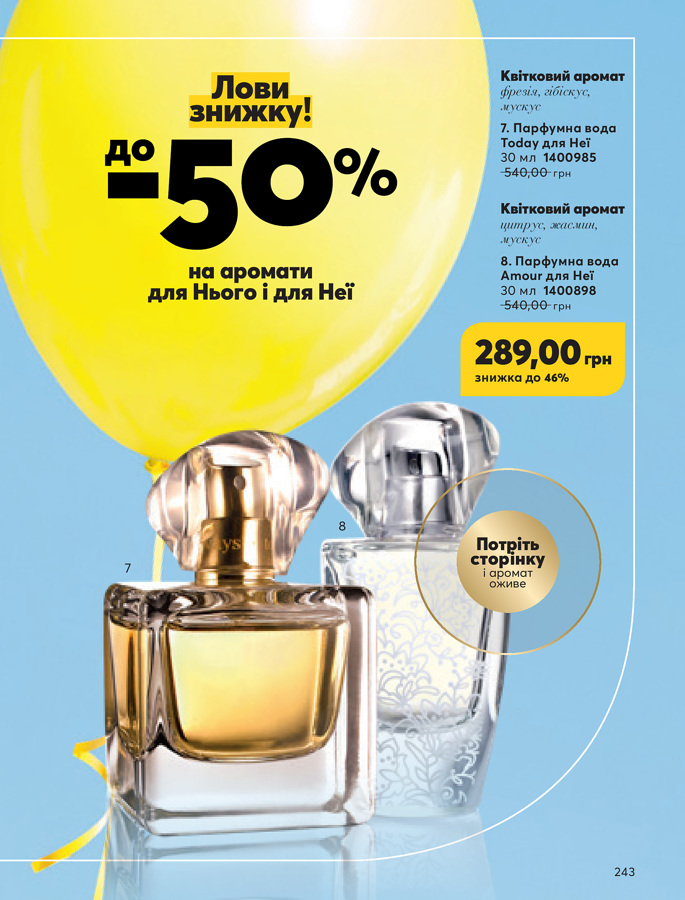 Лови
знижку!
до
-50%
на аромати
для Нього і для Неї
Квітковий аромат
фрезія, гібіскус,
мускус
7. Парфумна вода
Today для Неї
30 мл 1400985
540,00 грн
Квітковий аромат
цитрус, жасмин,
мускус
8. Парфумна вода
Amour для Неї
30 мл 1400898
540,00 грн
289,00 грн
знижка до 46%
8
7
Потріть
сторінку
і аромат
оживе
243